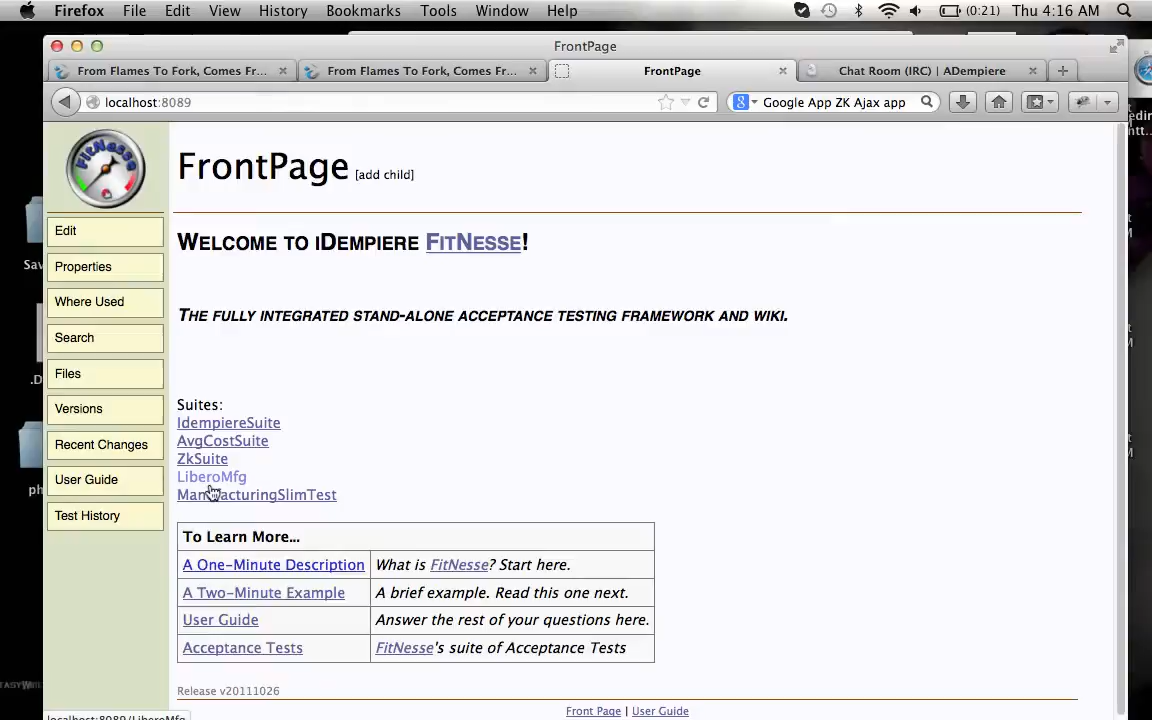 Firefox File Edit View History Bookmarks Tools Window Help (0:21) Thu 4:16 AM
FrontPage
From Flames To Fork, Comes Fr... From Flames To Fork, Comes Fr... FrontPage Chat Room (IRC) | ADempiere
localhost:8089 Google App ZK Ajax app
FitNesse
FrontPage [add child]
Edit
Properties
Where Used
Search
Files
Versions
Recent Changes
User Guide
Test History
WELCOME TO IDEMPIERE FITNESSE!
THE FULLY INTEGRATED STAND-ALONE ACCEPTANCE TESTING FRAMEWORK AND WIKI.
Suites:
IdempiereSuite
AvgCostSuite
ZkSuite
LiberoMfg
ManufacturingSlimTest
To Learn More...
A One-Minute Description What is FitNesse? Start here.
A Two-Minute Example A brief example. Read this one next.
User Guide Answer the rest of your questions here.
Acceptance Tests FitNesse's suite of Acceptance Tests
Release v20111026
Front Page | User Guide
localhost:8089/LiberoMfg
Sav
.D
ph